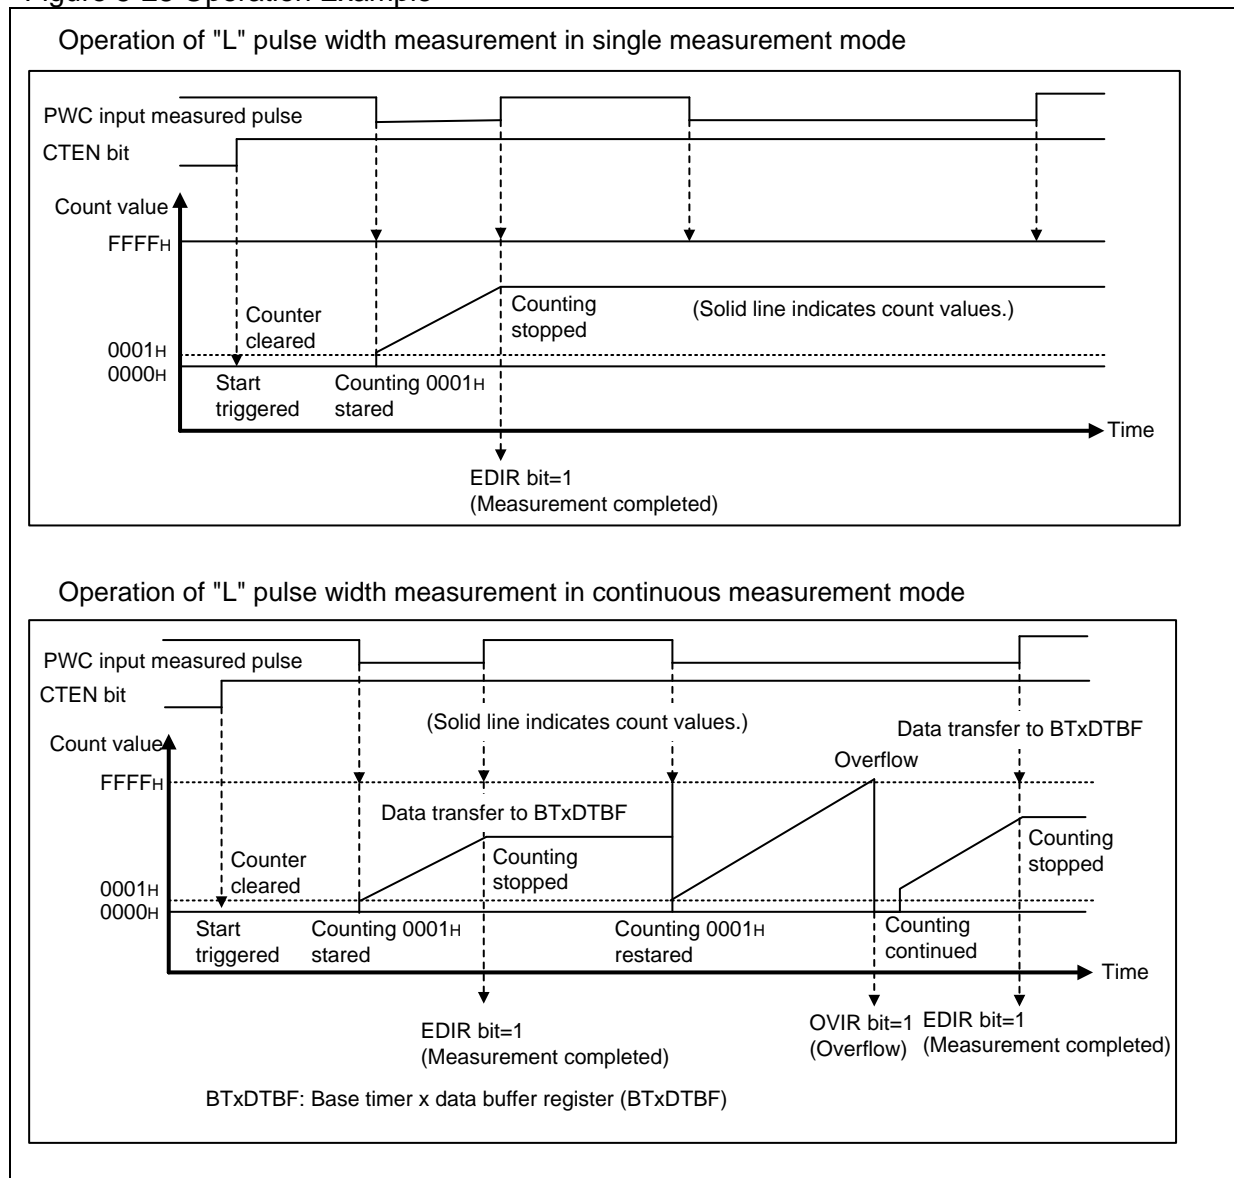 Figure 3-23 Operation Example
Operation of "L" pulse width measurement in single measurement mode
PWC input measured pulse
CTEN bit
Count value
FFFFH
Counter
cleared
Counting
stopped
(Solid line indicates count values.)
0001H
0000H
Start
triggered
Counting 0001H
stared
Time
EDIR bit=1
(Measurement completed)
Operation of "L" pulse width measurement in continuous measurement mode
PWC input measured pulse
CTEN bit
(Solid line indicates count values.)
Data transfer to BTxDTBF
Count value
Overflow
FFFFH
Data transfer to BTxDTBF
Counter
cleared
Counting
stopped
Counting
stopped
0001H
0000H
Start
triggered
Counting 0001H
stared
Counting 0001H
restared
Counting
continued
Time
EDIR bit=1
(Measurement completed)
OVIR bit=1
(Overflow)
EDIR bit=1
(Measurement completed)
BTxDTBF: Base timer x data buffer register (BTxDTBF)